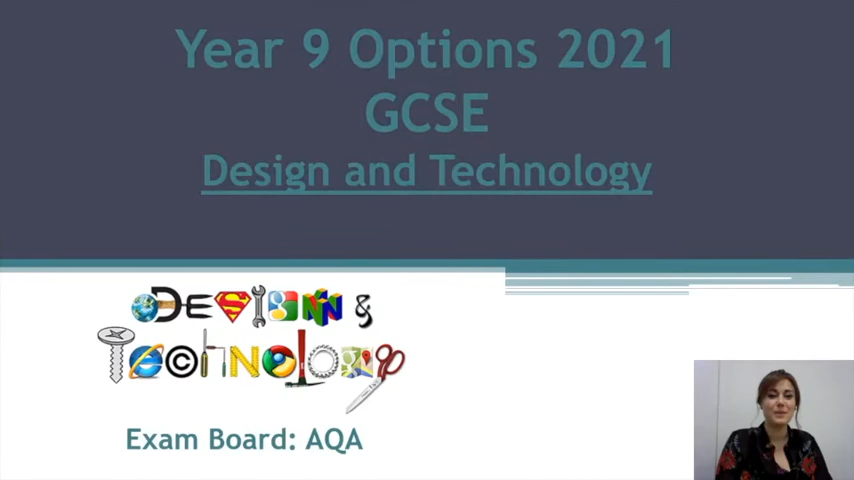 Year 9 Options 2021
GCSE
Design and Technology
DESIGN &
TECHNOLOGY
Exam Board: AQA